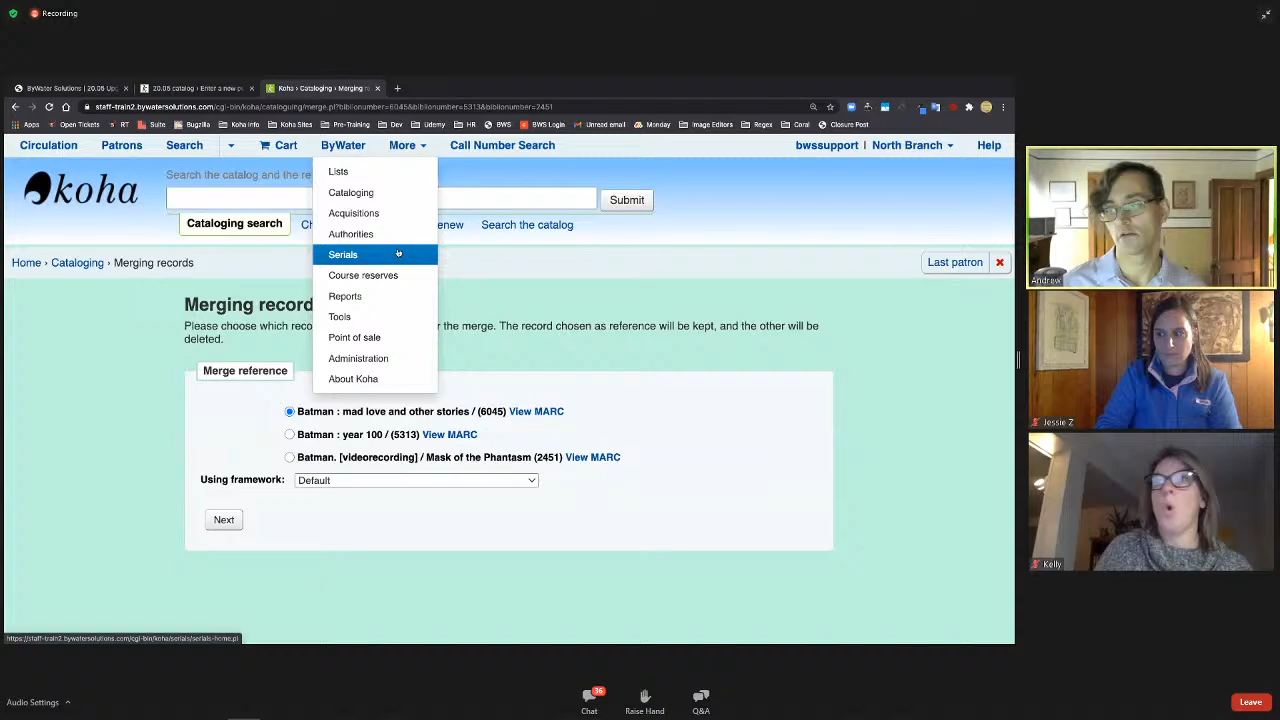 Recording
ByWater Solutions | 20.05 Upg
20.05 catalog › Enter a new p
Koha › Cataloging › Merging re
staff-train2.bywatersolutions.com/cgi-bin/koha/cataloguing/merge.pl?biblionumber=6045&biblionumber=5313&biblionumber=2451
Apps Open Tickets RT Suite Bugzilla Koha Info Koha Sites Pre-Training Dev Udemy HR BWS BWS Login Unread email Monday Image Editors Regex Coral Closure Post
Circulation Patrons Search Cart ByWater More Call Number Search bwssupport | North Branch Help
Lists
Cataloging
Acquisitions
Authorities
Serials
Course reserves
Reports
Tools
Point of sale
Administration
About Koha
koha
Search the catalog and the re
Submit
Cataloging search Ch enew Search the catalog
Home › Cataloging › Merging records
Last patron
Merging record
Please choose which reco r the merge. The record chosen as reference will be kept, and the other will be
deleted.
Merge reference
Batman : mad love and other stories / (6045) View MARC
Batman : year 100 / (5313) View MARC
Batman. [videorecording] / Mask of the Phantasm (2451) View MARC
Using framework: Default
Next
https://staff-train2.bywatersolutions.com/cgi-bin/koha/serials/serials-home.pl
Andrew
Jessie Z
Kelly
Audio Settings
36
Chat
Raise Hand
Q&A
Leave